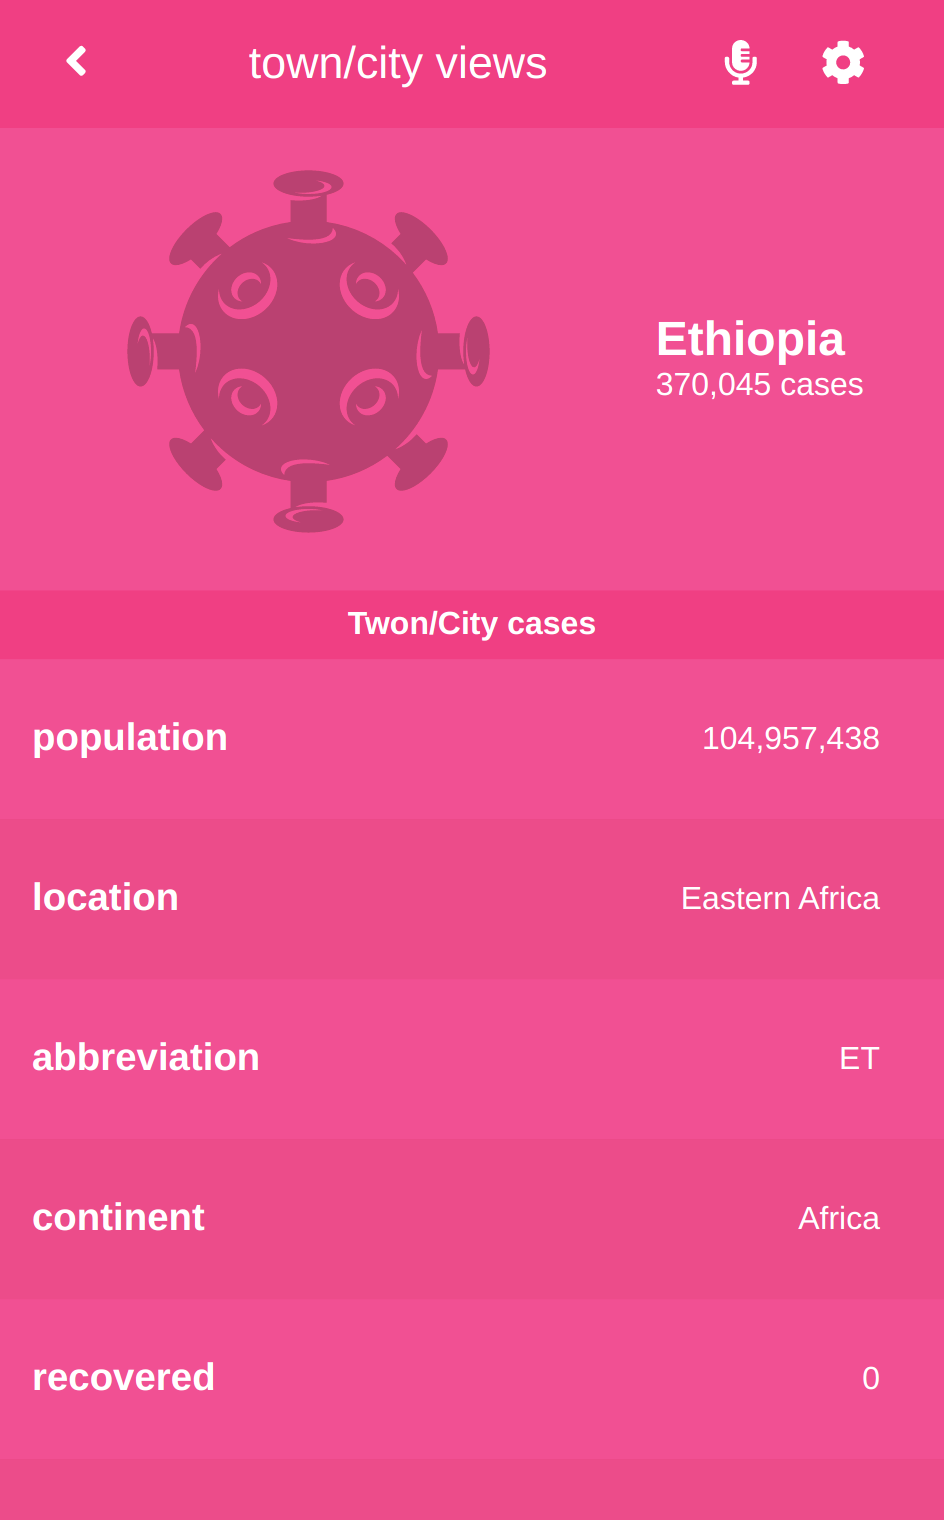 town/city views
Ethiopia
370,045 cases
Twon/City cases
population 104,957,438
location Eastern Africa
abbreviation ET
continent Africa
recovered 0